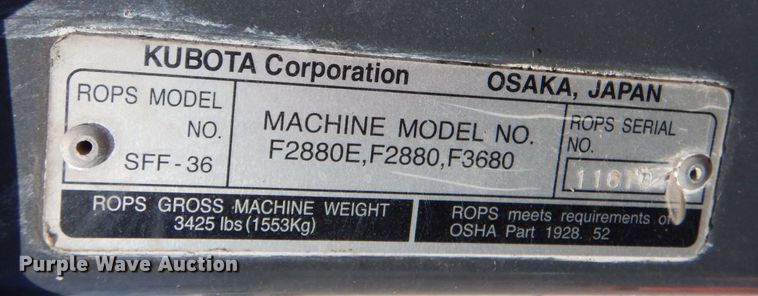 KUBOTA Corporation OSAKA, JAPAN
ROPS MODEL NO.
SFF-36
MACHINE MODEL NO.
F2880E,F2880,F3680
ROPS SERIAL NO.
ROPS GROSS MACHINE WEIGHT
3425 lbs (1553Kg)
ROPS meets requirements of
OSHA Part 1928. 52
Purple Wave Auction